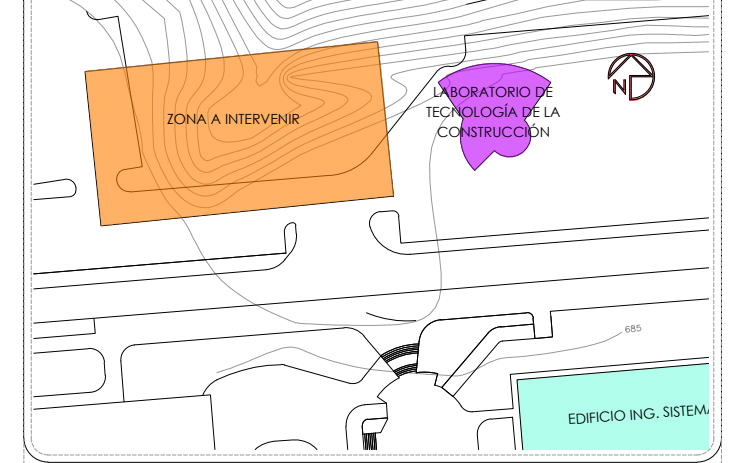 ZONA A INTERVENIR
LABORATORIO DE
TECNOLOGÍA DE LA
CONSTRUCCIÓN
N
685
EDIFICIO ING. SISTEMA